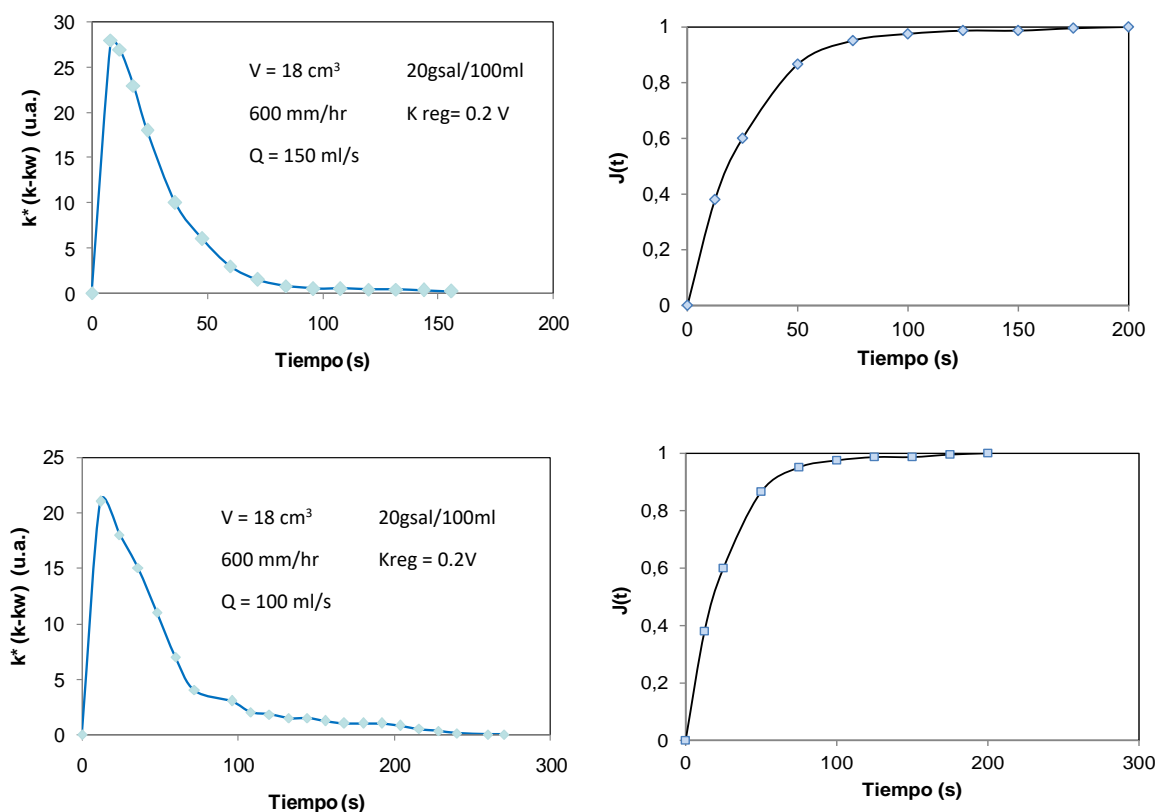 30
25
20
15
10
5
0
k* (k-kw) (u.a.)
V = 18 cm³ 20gsal/100ml
600 mm/hr K reg= 0.2 V
Q = 150 ml/s
0 50 100 150 200
Tiempo (s)
1
0,8
0,6
0,4
0,2
0
J(t)
0 50 100 150 200
Tiempo (s)
25
20
15
10
5
0
k* (k-kw) (u.a.)
V = 18 cm³ 20gsal/100ml
600 mm/hr Kreg = 0.2V
Q = 100 ml/s
0 100 200 300
Tiempo (s)
1
0,8
0,6
0,4
0,2
0
J(t)
0 100 200 300
Tiempo (s)